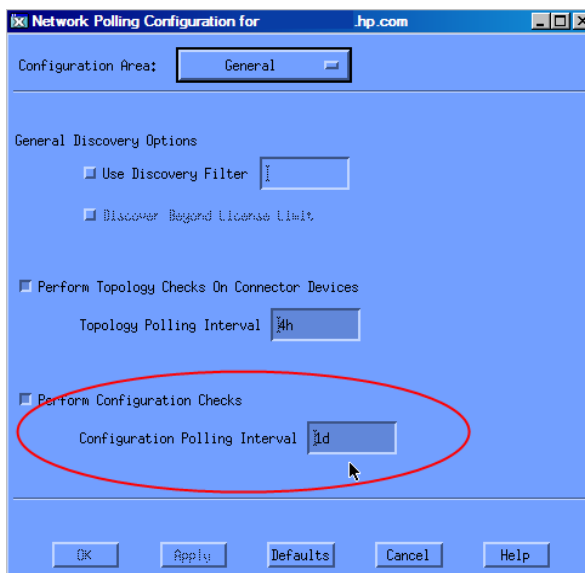 Network Polling Configuration for .hp.com
Configuration Area: General
General Discovery Options
Use Discovery Filter
Discover Beyond License Limit
Perform Topology Checks On Connector Devices
Topology Polling Interval 4h
Perform Configuration Checks
Configuration Polling Interval 1d
OK Apply Defaults Cancel Help